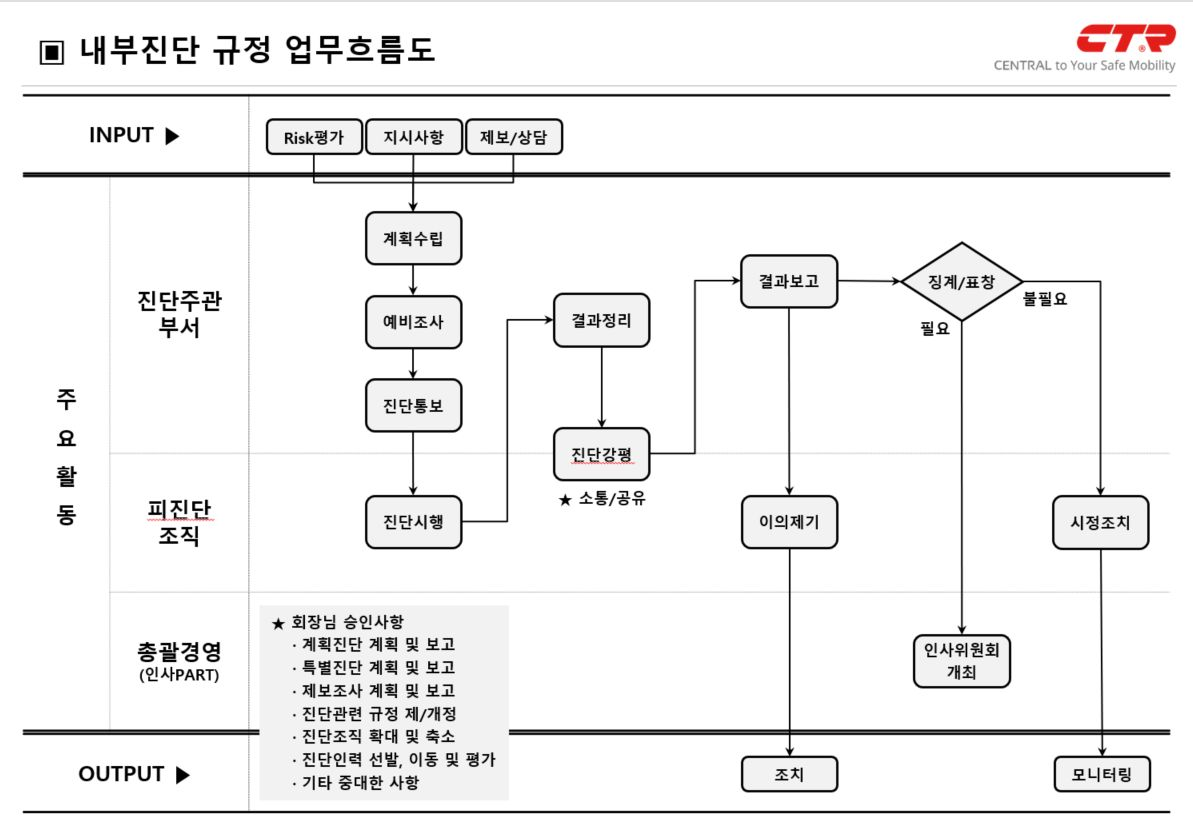 ▣ 내부진단 규정 업무흐름도
CTR®
CENTRAL to Your Safe Mobility
INPUT ▶
Risk평가
지시사항
제보/상담
주
요
활
동
진단주관
부서
계획수립
예비조사
진단통보
결과정리
진단강평
★ 소통/공유
결과보고
징계/표창
불필요
필요
피진단
조직
진단시행
이의제기
시정조치
총괄경영
(인사PART)
★ 회장님 승인사항
· 계획진단 계획 및 보고
· 특별진단 계획 및 보고
· 제보조사 계획 및 보고
· 진단관련 규정 제/개정
· 진단조직 확대 및 축소
· 진단인력 선발, 이동 및 평가
· 기타 중대한 사항
인사위원회
개최
OUTPUT ▶
조치
모니터링